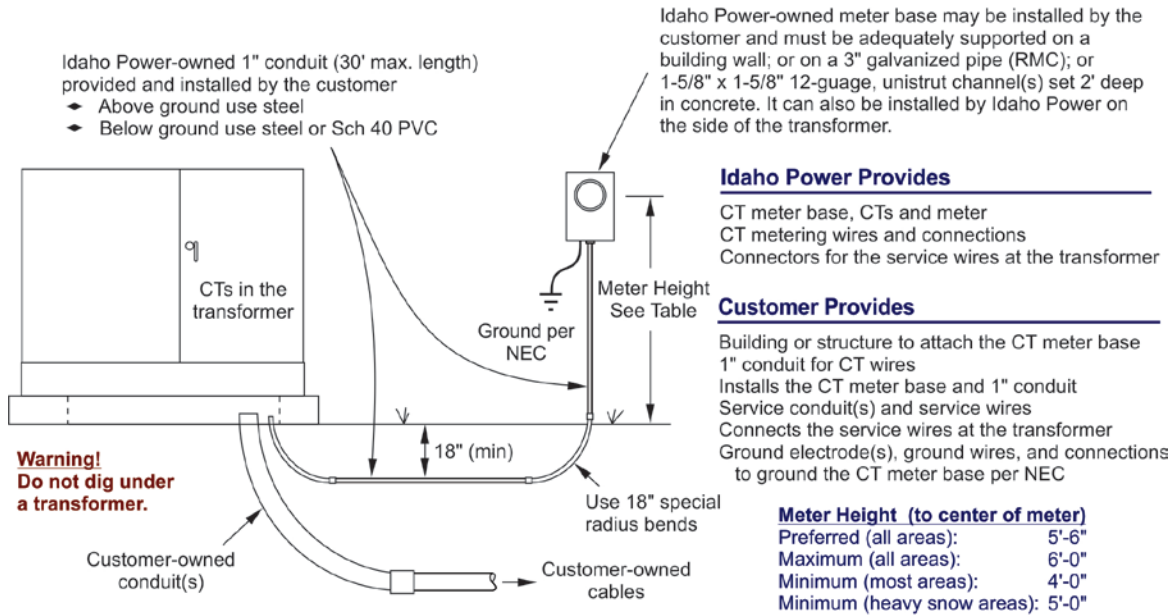 Idaho Power-owned meter base may be installed by the
customer and must be adequately supported on a
building wall; or on a 3" galvanized pipe (RMC); or
1-5/8" x 1-5/8" 12-guage, unistrut channel(s) set 2' deep
in concrete. It can also be installed by Idaho Power on
the side of the transformer.
Idaho Power-owned 1" conduit (30' max. length)
provided and installed by the customer
Above ground use steel
Below ground use steel or Sch 40 PVC
CTs in the
transformer
Ground per
NEC
Meter Height
See Table
18" (min)
Warning!
Do not dig under
a transformer.
Use 18" special
radius bends
Customer-owned
conduit(s)
Customer-owned
cables
Idaho Power Provides
CT meter base, CTs and meter
CT metering wires and connections
Connectors for the service wires at the transformer
Customer Provides
Building or structure to attach the CT meter base
1" conduit for CT wires
Installs the CT meter base and 1" conduit
Service conduit(s) and service wires
Connects the service wires at the transformer
Ground electrode(s), ground wires, and connections
to ground the CT meter base per NEC
Meter Height (to center of meter)
Preferred (all areas): 5'-6"
Maximum (all areas): 6'-0"
Minimum (most areas): 4'-0"
Minimum (heavy snow areas): 5'-0"